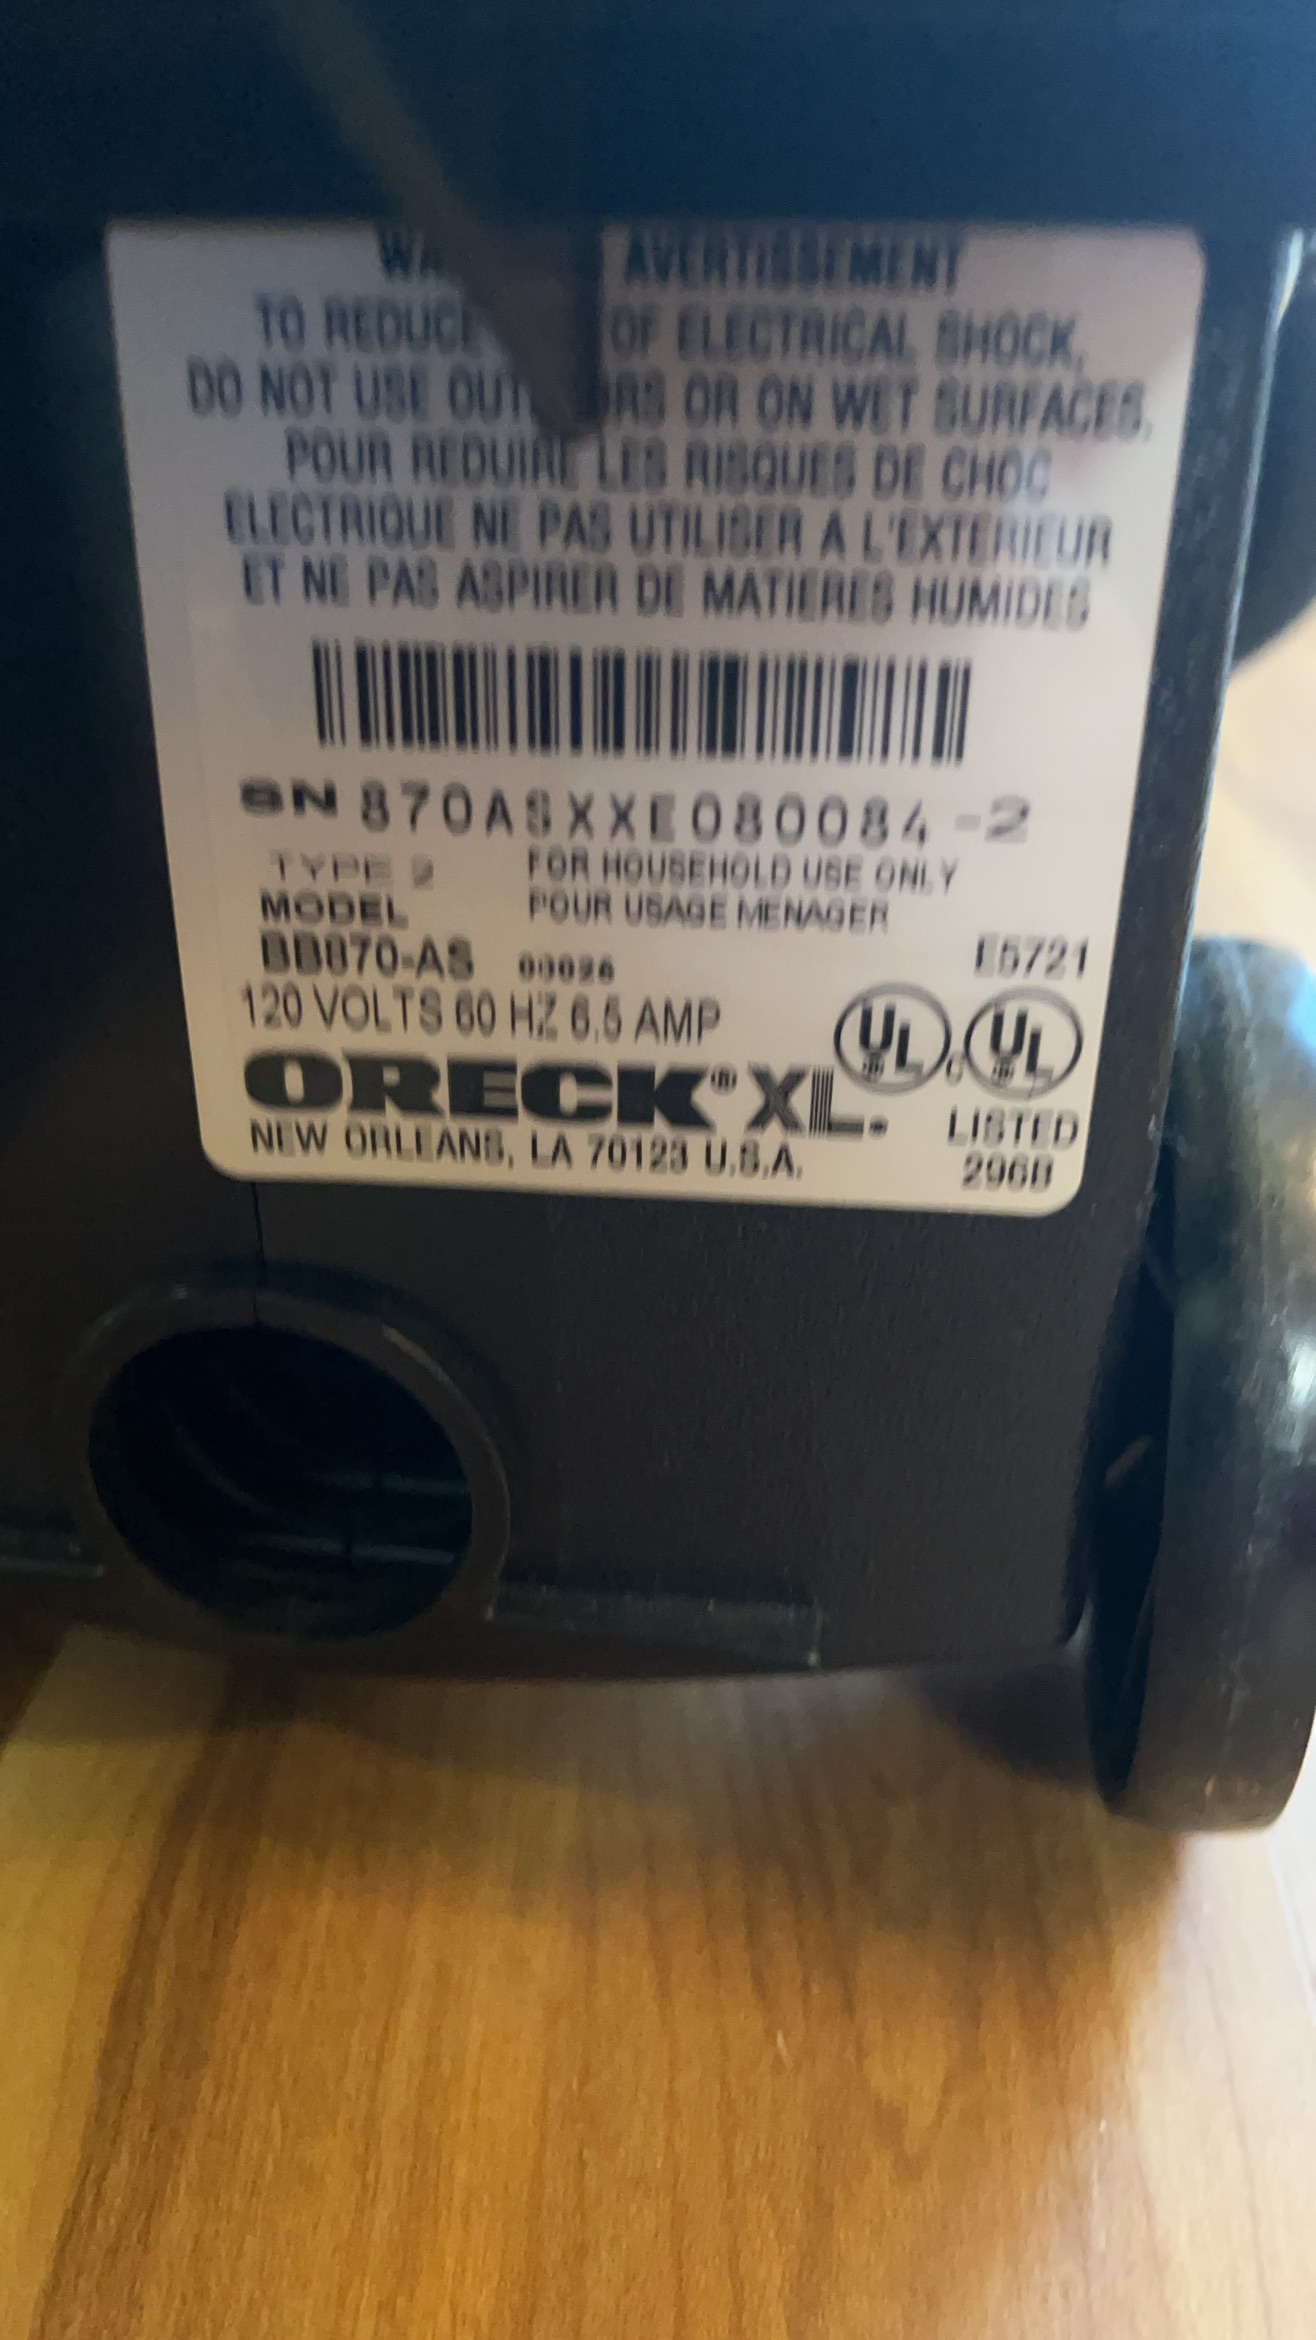 AVERTISSEMENT
TO REDUCE OF ELECTRICAL SHOCK,
DO NOT USE OR ON WET SURFACES.
POUR REDUIRE LES RISQUES DE CHOC
ELECTRIQUE NE PAS UTILISER A L'EXTERIEUR
ET NE PAS ASPIRER DE MATIERES HUMIDES
SN 870ASXXE080084-2
TYPE 2 FOR HOUSEHOLD USE ONLY
MODEL POUR USAGE MENAGER
BB870-AS 00026 E5721
120 VOLTS 60 HZ 6.5 AMP
UL C UL
ORECK® XL.
LISTED
NEW ORLEANS, LA 70123 U.S.A.
296B